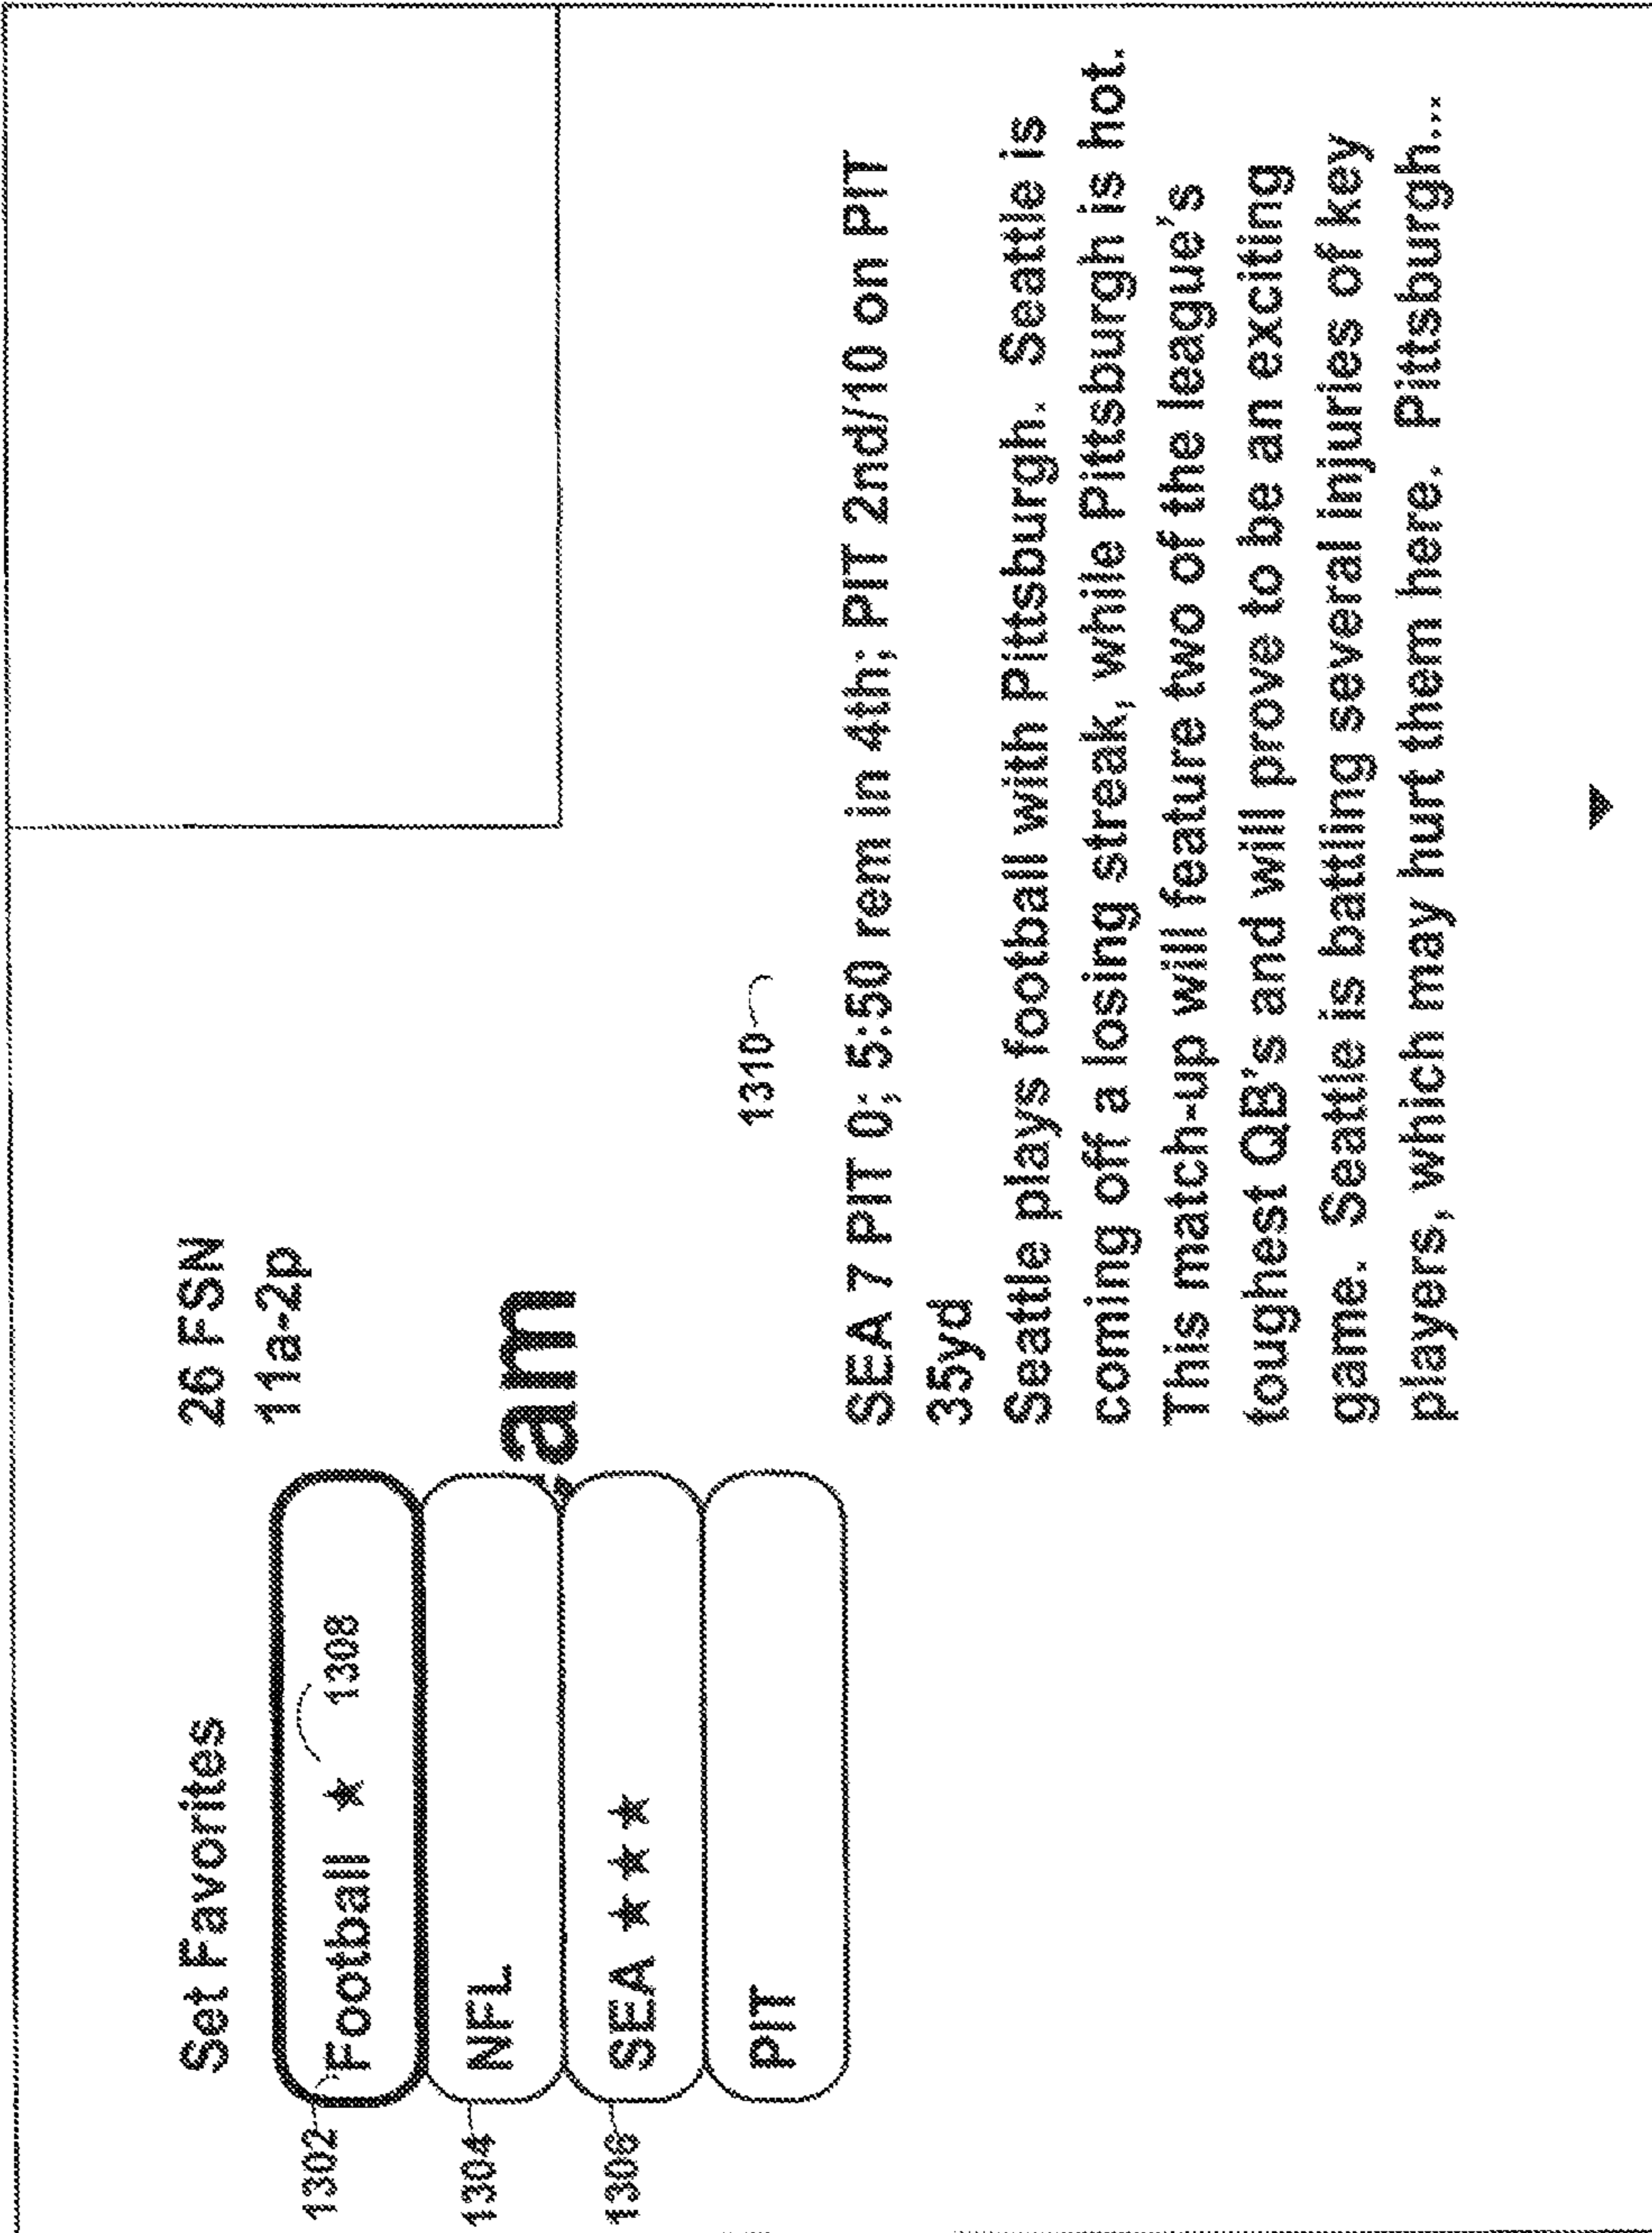 Set Favorites
26 FSN
11a-2p
1302
Football ★ 1308
1304
NFL
am
1306
SEA ★★★
PIT
1310
SEA 7 PIT 0; 5:50 rem in 4th; PIT 2nd/10 on PIT
35yd
Seattle plays football with Pittsburgh. Seattle is
coming off a losing streak, while Pittsburgh is hot.
This match-up will feature two of the league's
toughest QB's and will prove to be an exciting
game. Seattle is battling several injuries of key
players, which may hurt them here. Pittsburgh...